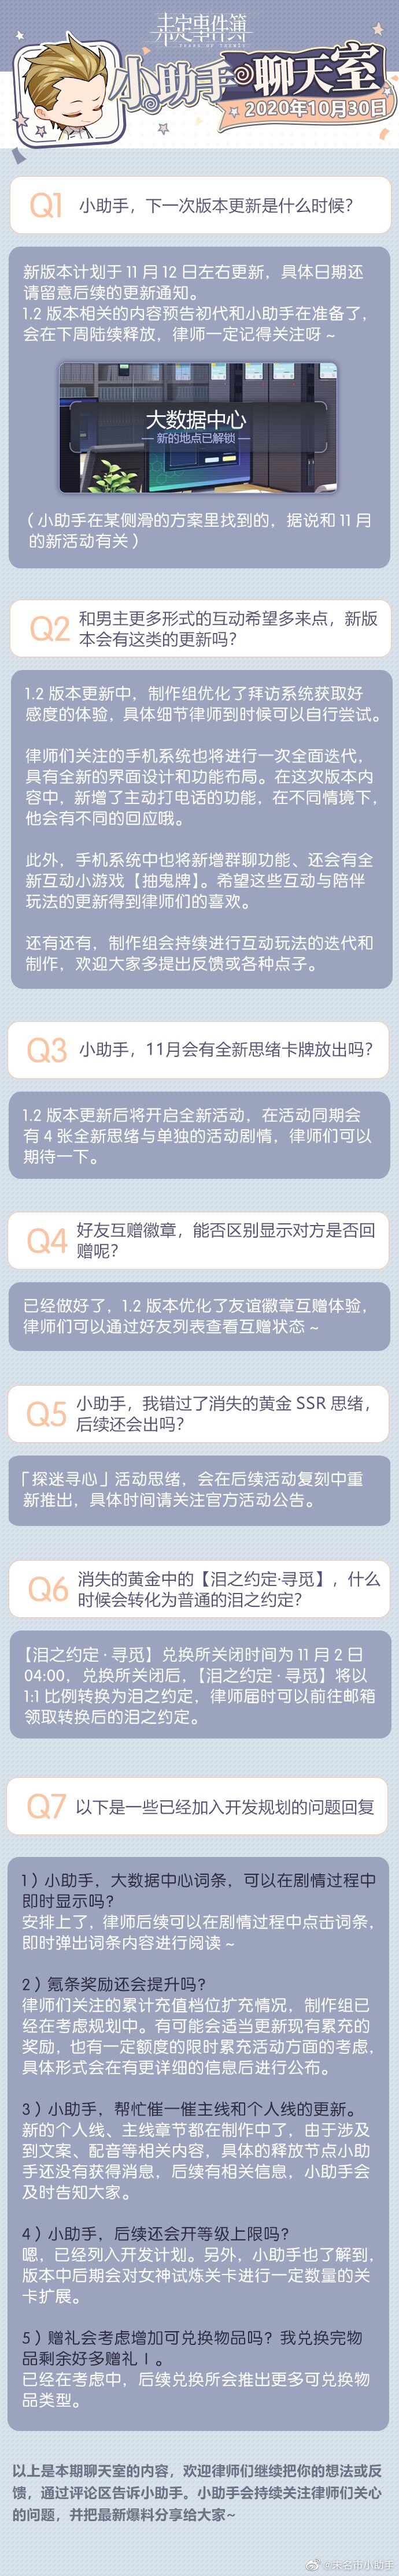 未定事件簿
TEARS OF THEMIS
小助手聊天室
2020年10月30日
Q1 小助手，下一次版本更新是什么时候？
新版本计划于 11 月 12 日左右更新，具体日期还
请留意后续的更新通知。
1.2 版本相关的内容预告初代和小助手在准备了，
会在下周陆续释放，律师一定记得关注呀~
大数据中心
新的地点已解锁
（小助手在某侧滑的方案里找到的，据说和 11 月
的新活动有关）
Q2 和男主更多形式的互动希望多来点，新版
本会有这类的更新吗？
1.2 版本更新中，制作组优化了拜访系统获取好
感度的体验，具体细节律师到时候可以自行尝试。
律师们关注的手机系统也将进行一次全面迭代，
具有全新的界面设计和功能布局。在这次版本内
容中，新增了主动打电话的功能，在不同情境下，
他会有不同的回应哦。
此外，手机系统中也将新增群聊功能、还会有全
新互动小游戏【抽鬼牌】。希望这些互动与陪伴
玩法的更新得到律师们的喜欢。
还有还有，制作组会持续进行互动玩法的迭代和
制作，欢迎大家多提出反馈或各种点子。
Q3 小助手，11月会有全新思绪卡牌放出吗？
1.2 版本更新后将开启全新活动，在活动同期会
有 4 张全新思绪与单独的活动剧情，律师们可以
期待一下。
Q4 好友互赠徽章，能否区别显示对方是否回
赠呢？
已经做好了，1.2 版本优化了友谊徽章互赠体验，
律师们可以通过好友列表查看互赠状态~
Q5 小助手，我错过了消失的黄金 SSR 思绪，
后续还会出吗？
「探迷寻心」活动思绪，会在后续活动复刻中重
新推出，具体时间请关注官方活动公告。
Q6 消失的黄金中的【泪之约定·寻觅】，什么
时候会转化为普通的泪之约定？
【泪之约定·寻觅】兑换所关闭时间为 11 月 2 日
04:00，兑换所关闭后，【泪之约定·寻觅】将以
1:1 比例转换为泪之约定，律师届时可以前往邮箱
领取转换后的泪之约定。
Q7 以下是一些已经加入开发规划的问题回复
1）小助手，大数据中心词条，可以在剧情过程中
即时显示吗？
安排上了，律师后续可以在剧情过程中点击词条，
即时弹出词条内容进行阅读~
2）氪条奖励还会提升吗？
律师们关注的累计充值档位扩充情况，制作组已
经在考虑规划中。有可能会适当更新现有累充的
奖励，也有一定额度的限时累充活动方面的考虑，
具体形式会在有更详细的信息后进行公布。
3）小助手，帮忙催一催主线和个人线的更新。
新的个人线、主线章节都在制作中了，由于涉及
到文案、配音等相关内容，具体的释放节点小助
手还没有获得消息，后续有相关信息，小助手会
及时告知大家。
4）小助手，后续还会开等级上限吗？
嗯，已经列入开发计划。另外，小助手也了解到，
版本中后期会对女神试炼关卡进行一定数量的关
卡扩展。
5）赠礼会考虑增加可兑换物品吗？我兑换完物
品剩余好多赠礼Ⅰ。
已经在考虑中，后续兑换所会推出更多可兑换物
品类型。
以上是本期聊天室的内容，欢迎律师们继续把你的想法或反
馈，通过评论区告诉小助手。小助手会持续关注律师们关心
的问题，并把最新爆料分享给大家~
@未名市小助手